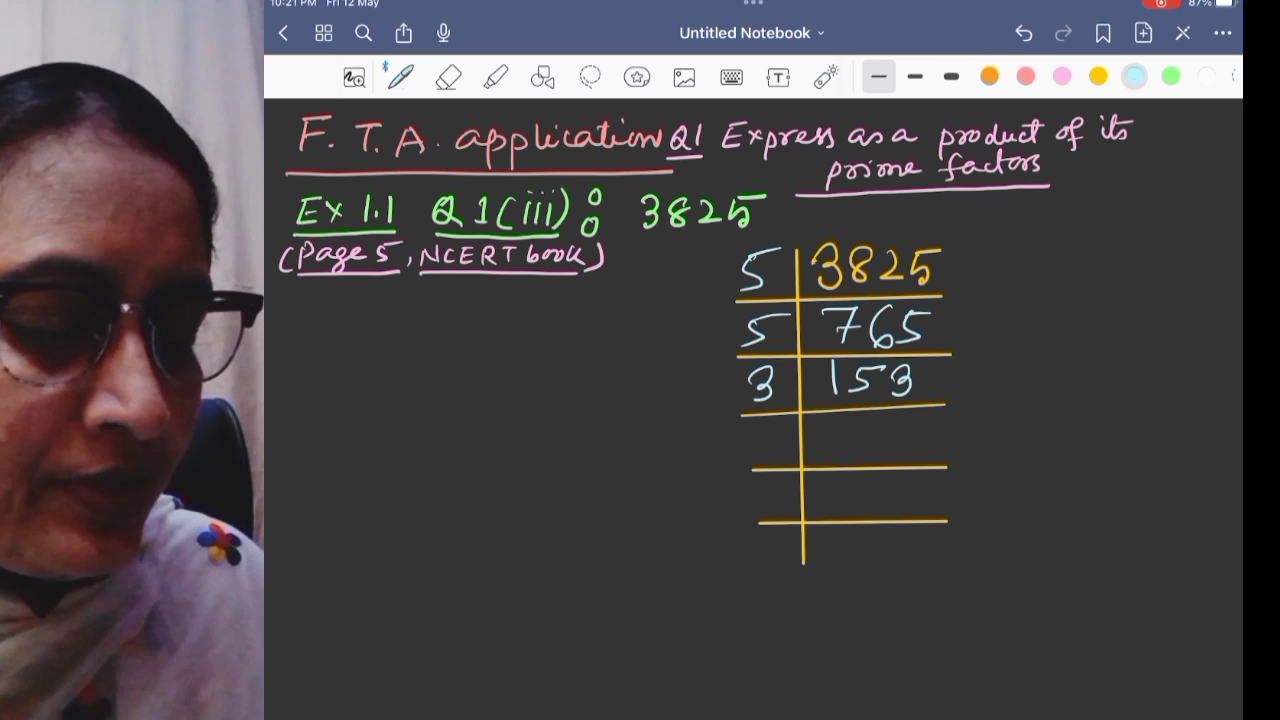 10:21 PM Fri 12 May
87%
Untitled Notebook
T
F. T. A. application Q1 Express as a product of its
prime factors
Ex 1.1 Q 1(iii): 3825
(Page 5, NCERT book)
5 3825
5 765
3 153